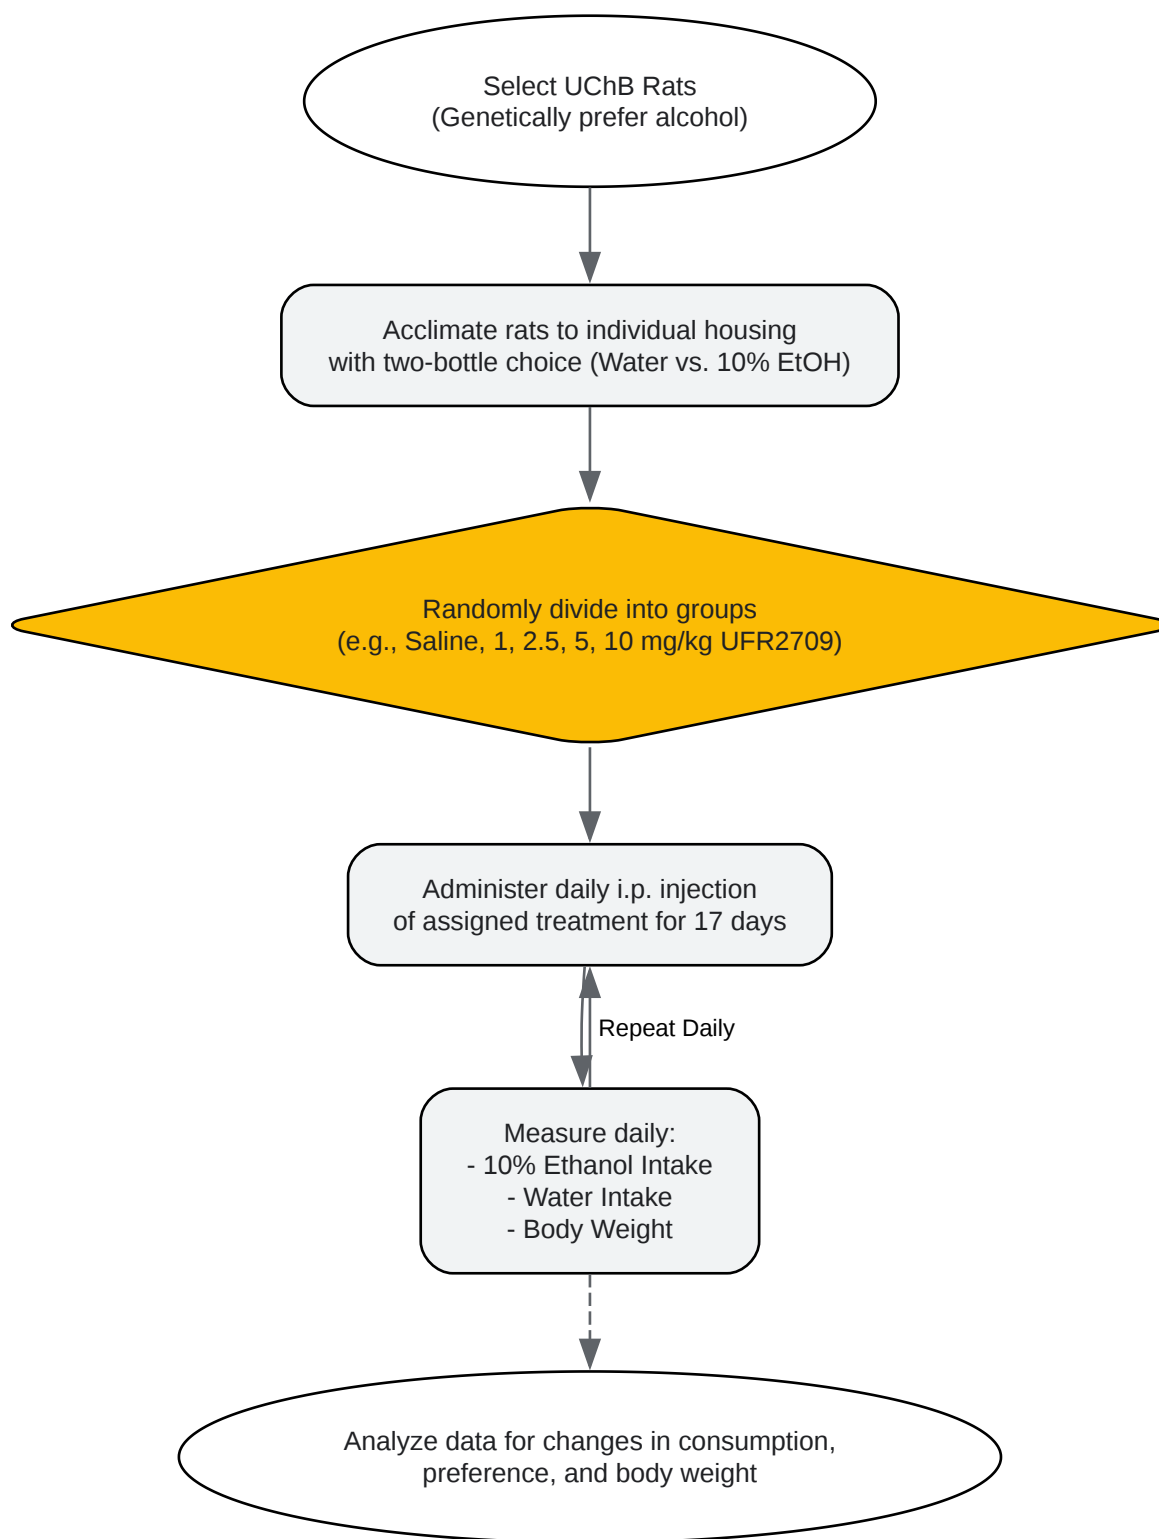 Select UChB Rats
(Genetically prefer alcohol)
Acclimate rats to individual housing
with two-bottle choice (Water vs. 10% EtOH)
Randomly divide into groups
(e.g., Saline, 1, 2.5, 5, 10 mg/kg UFR2709)
Administer daily i.p. injection
of assigned treatment for 17 days
Repeat Daily
Measure daily:
- 10% Ethanol Intake
- Water Intake
- Body Weight
Analyze data for changes in consumption,
preference, and body weight